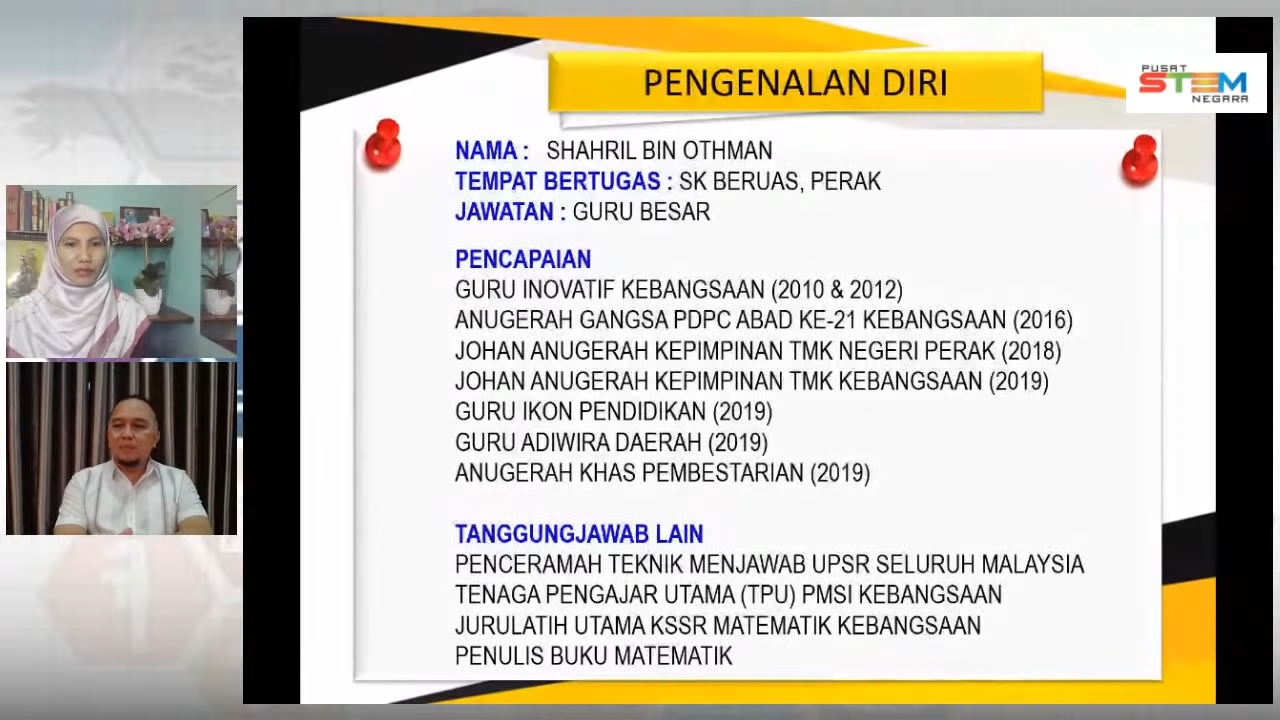 PENGENALAN DIRI
PUSAT
STEM
NEGARA
NAMA : SHAHRIL BIN OTHMAN
TEMPAT BERTUGAS : SK BERUAS, PERAK
JAWATAN : GURU BESAR
PENCAPAIAN
GURU INOVATIF KEBANGSAAN (2010 & 2012)
ANUGERAH GANGSA PDPC ABAD KE-21 KEBANGSAAN (2016)
JOHAN ANUGERAH KEPIMPINAN TMK NEGERI PERAK (2018)
JOHAN ANUGERAH KEPIMPINAN TMK KEBANGSAAN (2019)
GURU IKON PENDIDIKAN (2019)
GURU ADIWIRA DAERAH (2019)
ANUGERAH KHAS PEMBESTARIAN (2019)
TANGGUNGJAWAB LAIN
PENCERAMAH TEKNIK MENJAWAB UPSR SELURUH MALAYSIA
TENAGA PENGAJAR UTAMA (TPU) PMSI KEBANGSAAN
JURULATIH UTAMA KSSR MATEMATIK KEBANGSAAN
PENULIS BUKU MATEMATIK